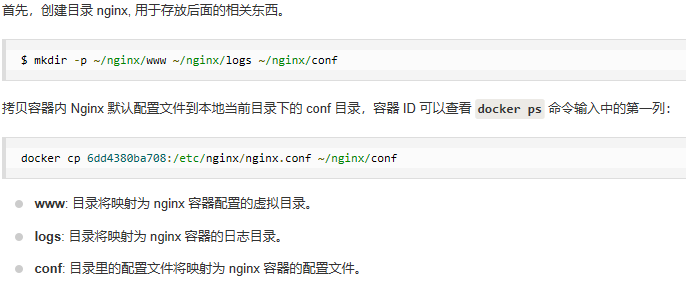 首先，创建目录 nginx, 用于存放后面的相关东西。
$ mkdir -p ~/nginx/www ~/nginx/logs ~/nginx/conf
拷贝容器内 Nginx 默认配置文件到本地当前目录下的 conf 目录，容器 ID 可以查看 docker ps 命令输入中的第一列：
docker cp 6dd4380ba708:/etc/nginx/nginx.conf ~/nginx/conf
www: 目录将映射为 nginx 容器配置的虚拟目录。
logs: 目录将映射为 nginx 容器的日志目录。
conf: 目录里的配置文件将映射为 nginx 容器的配置文件。